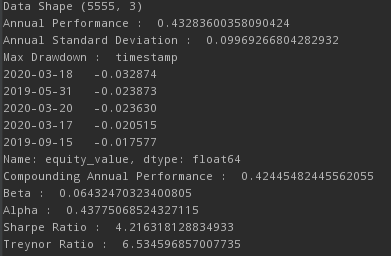 Data Shape (5555, 3)
Annual Performance :  0.43283600358090424
Annual Standard Deviation :  0.09969266804282932
Max Drawdown :  timestamp
2020-03-18   -0.032874
2019-05-31   -0.023873
2020-03-20   -0.023630
2020-03-17   -0.020515
2019-09-15   -0.017577
Name: equity_value, dtype: float64
Compounding Annual Performance :  0.42445482445562055
Beta :  0.06432470323400805
Alpha :  0.43775068524327115
Sharpe Ratio :  4.216318128834933
Treynor Ratio :  6.534596857007735